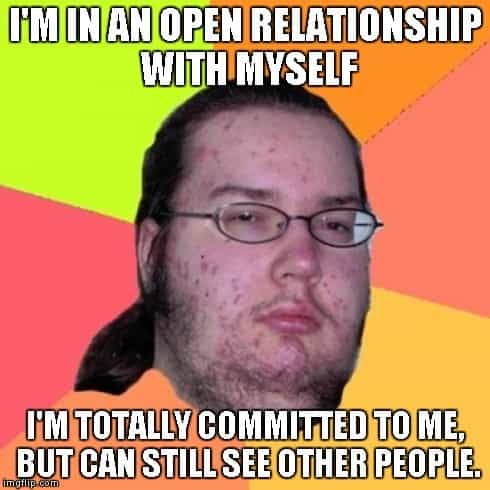 I'M IN AN OPEN RELATIONSHIP
WITH MYSELF
I'M TOTALLY COMMITTED TO ME,
BUT CAN STILL SEE OTHER PEOPLE.
imgflip.com